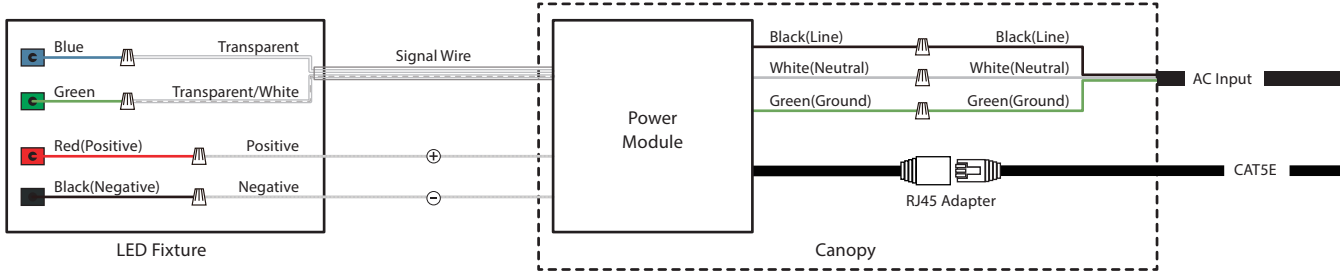 Blue
Transparent
Green
Transparent/White
Red(Positive)
Positive
Black(Negative)
Negative
LED Fixture
Signal Wire
+
−
Power
Module
Black(Line)
Black(Line)
White(Neutral)
White(Neutral)
Green(Ground)
Green(Ground)
AC Input
RJ45 Adapter
CAT5E
Canopy